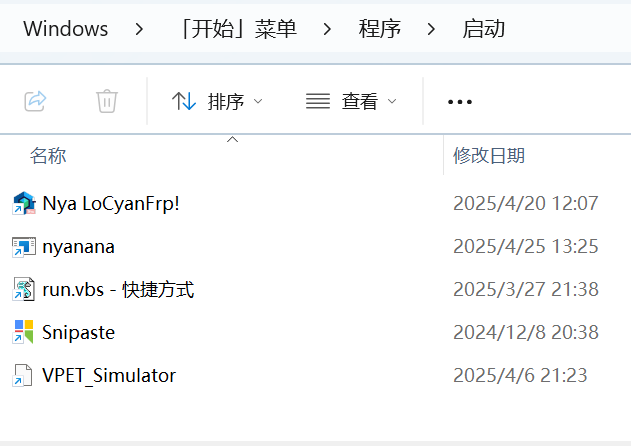 Windows > 「开始」菜单 > 程序 > 启动
排序 查看 •••
名称 修改日期
Nya LoCyanFrp! 2025/4/20 12:07
nyanana 2025/4/25 13:25
run.vbs - 快捷方式 2025/3/27 21:38
Snipaste 2024/12/8 20:38
VPET_Simulator 2025/4/6 21:23